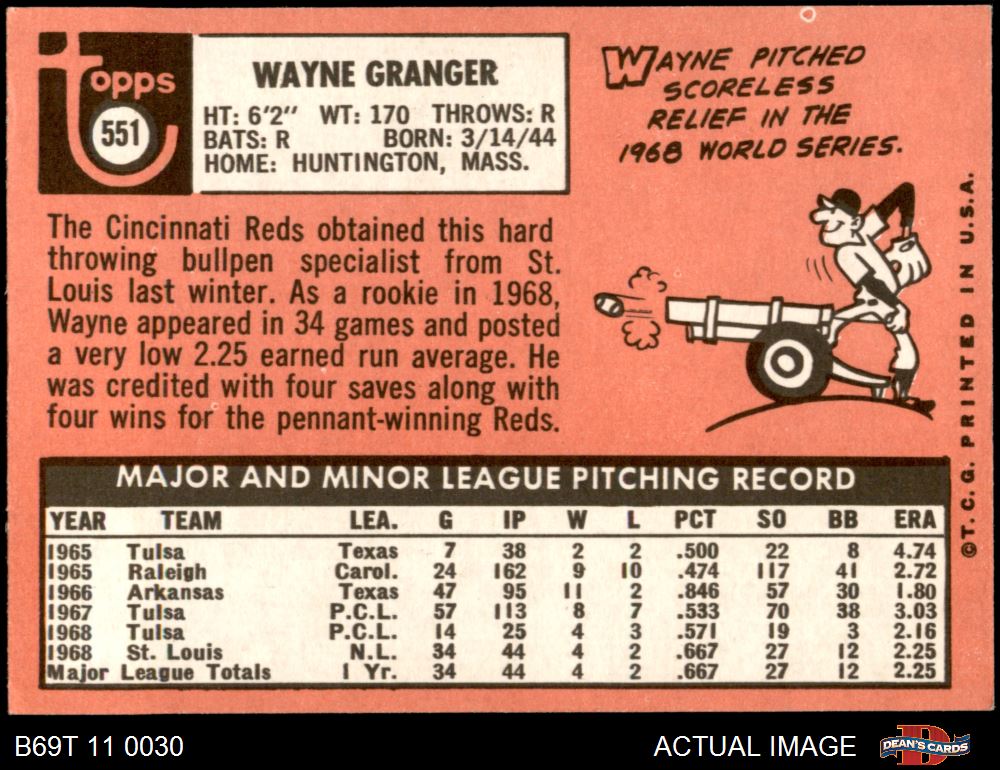 Topps
551
WAYNE GRANGER
HT: 6'2" WT: 170 THROWS: R
BATS: R BORN: 3/14/44
HOME: HUNTINGTON, MASS.
WAYNE PITCHED
SCORELESS
RELIEF IN THE
1968 WORLD SERIES.
The Cincinnati Reds obtained this hard
throwing bullpen specialist from St.
Louis last winter. As a rookie in 1968,
Wayne appeared in 34 games and posted
a very low 2.25 earned run average. He
was credited with four saves along with
four wins for the pennant-winning Reds.
©T.C.G. PRINTED IN U.S.A.
MAJOR AND MINOR LEAGUE PITCHING RECORD
YEAR TEAM LEA. G IP W L PCT SO BB ERA
1965 Tulsa Texas 7 38 2 2 .500 22 8 4.74
1965 Raleigh Carol. 24 162 9 10 .474 117 41 2.72
1966 Arkansas Texas 47 95 11 2 .846 57 30 1.80
1967 Tulsa P.C.L. 57 113 8 7 .533 70 38 3.03
1968 Tulsa P.C.L. 14 25 4 3 .571 19 3 2.16
1968 St. Louis N.L. 34 44 4 2 .667 27 12 2.25
Major League Totals 1 Yr. 34 44 4 2 .667 27 12 2.25
B69T 11 0030
ACTUAL IMAGE
D
DEAN'S CARDS